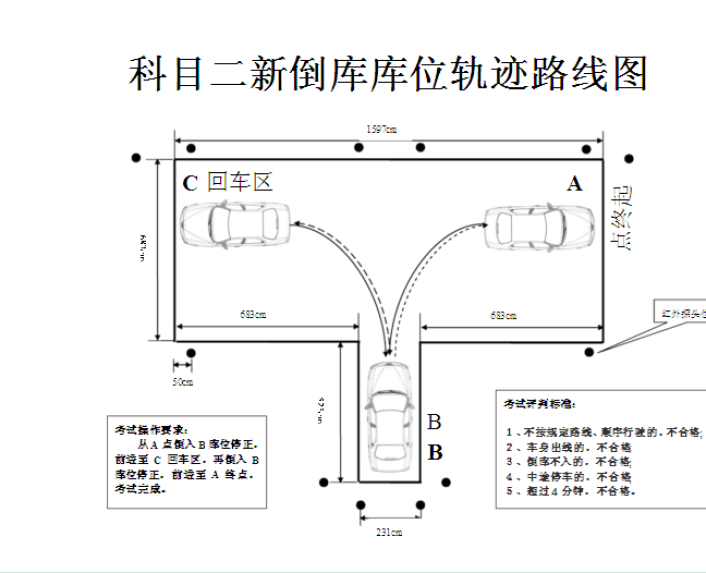 科目二新倒库库位轨迹路线图
1597cm
C 回车区
A
点终起
683cm
683cm
红外探头
50cm
B
B
考试操作要求:
从 A 点倒入 B 库位停正,
前进至 C 回车区, 再倒入 B
库位停正, 前进至 A 终点,
考试完成。
考试评判标准:
1、不按规定路线、顺序行驶的, 不合格;
2、车身出线的, 不合格;
3、倒库不入的, 不合格;
4、中途停车的, 不合格;
5、超过4分钟, 不合格。
231cm